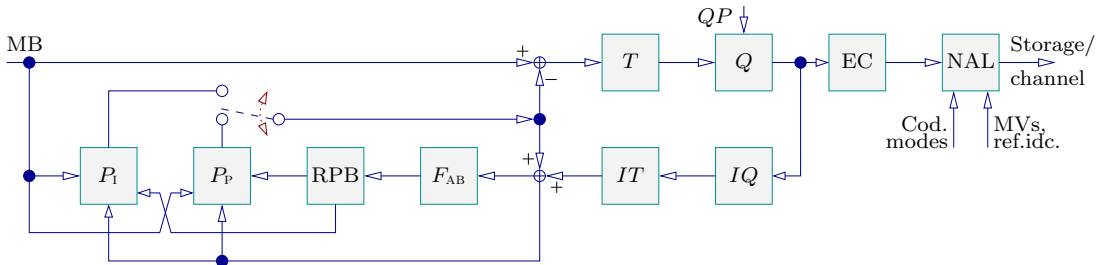 QP
MB
+
−
T
Q
EC
NAL
Storage/
channel
Cod.
modes
MVs,
ref.idc.
+
+
P_I
P_P
RPB
F_AB
IT
IQ